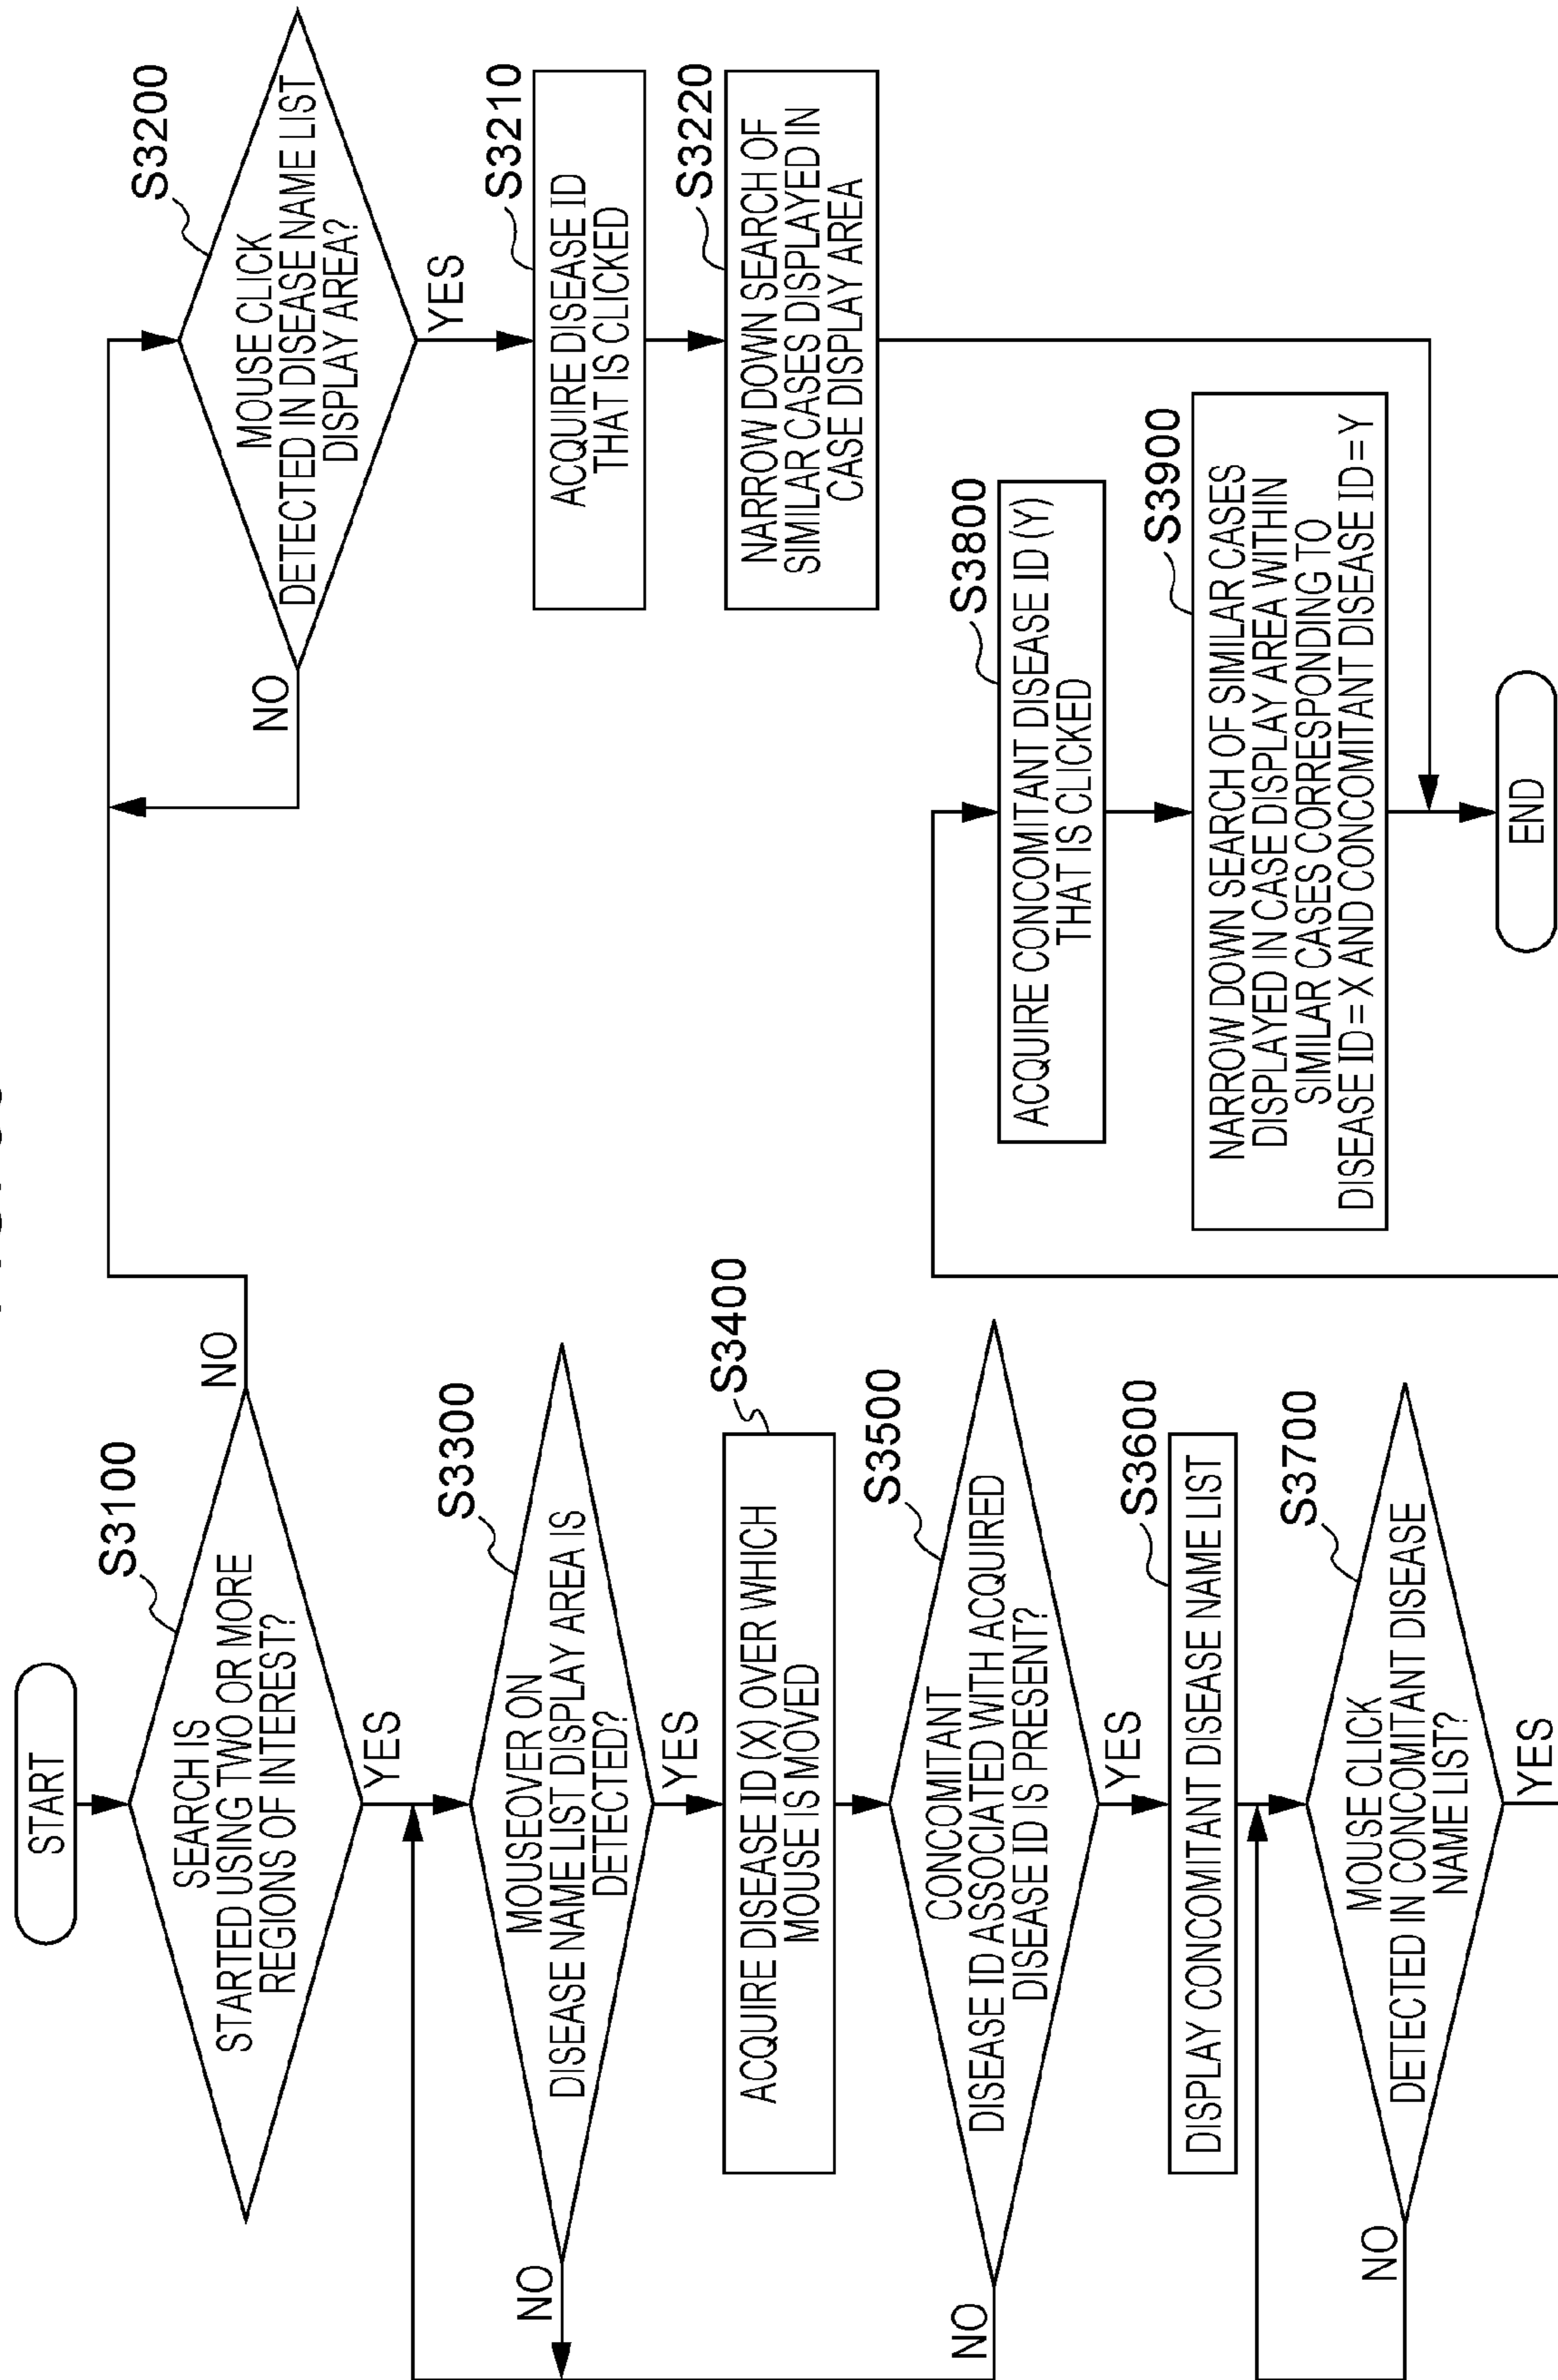 START
S3100
SEARCH IS
STARTED USING TWO OR MORE
REGIONS OF INTEREST?
NO
YES
S3300
MOUSEOVER ON
DISEASE NAME LIST DISPLAY AREA IS
DETECTED?
NO
YES
S3400
ACQUIRE DISEASE ID (X) OVER WHICH
MOUSE IS MOVED
S3500
CONCOMITANT
DISEASE ID ASSOCIATED WITH ACQUIRED
DISEASE ID IS PRESENT?
NO
YES
S3600
DISPLAY CONCOMITANT DISEASE NAME LIST
S3700
MOUSE CLICK
DETECTED IN CONCOMITANT DISEASE
NAME LIST?
NO
YES
S3200
MOUSE CLICK
DETECTED IN DISEASE NAME LIST
DISPLAY AREA?
NO
YES
S3210
ACQUIRE DISEASE ID
THAT IS CLICKED
S3220
NARROW DOWN SEARCH OF
SIMILAR CASES DISPLAYED IN
CASE DISPLAY AREA
S3800
ACQUIRE CONCOMITANT DISEASE ID (Y)
THAT IS CLICKED
S3900
NARROW DOWN SEARCH OF SIMILAR CASES
DISPLAYED IN CASE DISPLAY AREA WITHIN
SIMILAR CASES CORRESPONDING TO
DISEASE ID= X AND CONCOMITANT DISEASE ID= Y
END